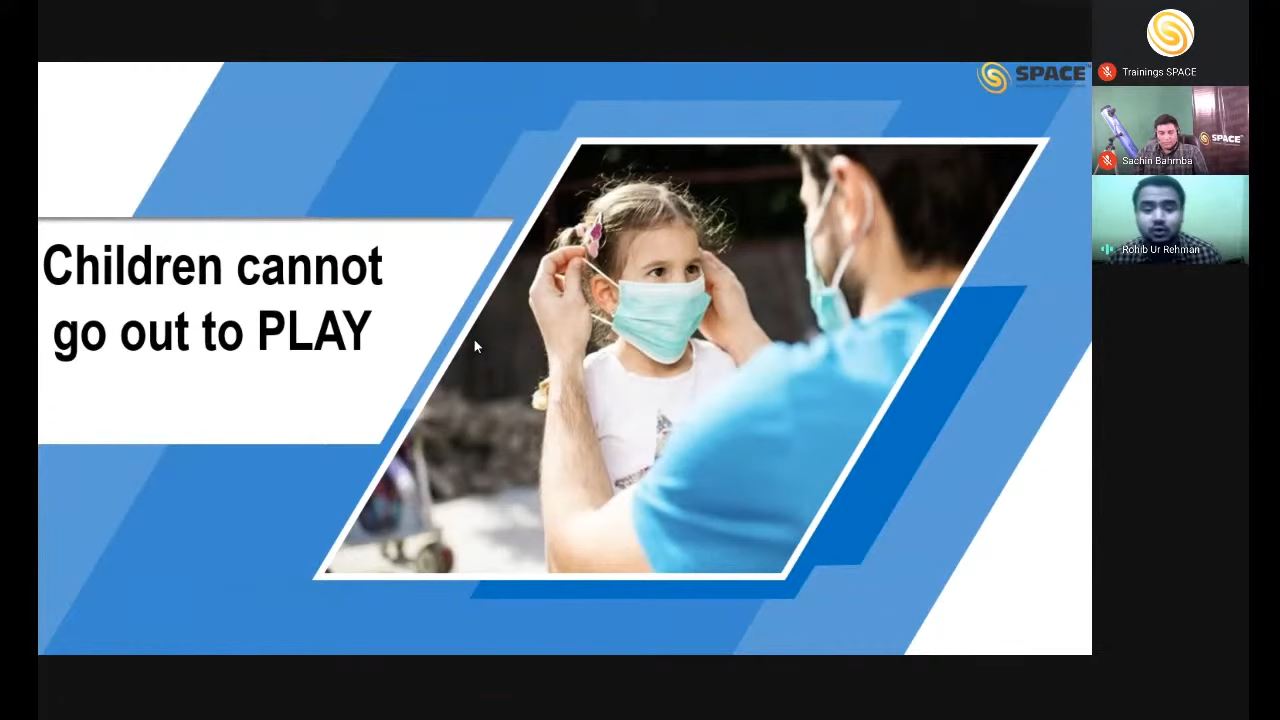 SPACE
Children cannot
go out to PLAY
Trainings SPACE
SPACE
Sachin Bahmba
Rohib Ur Rehman